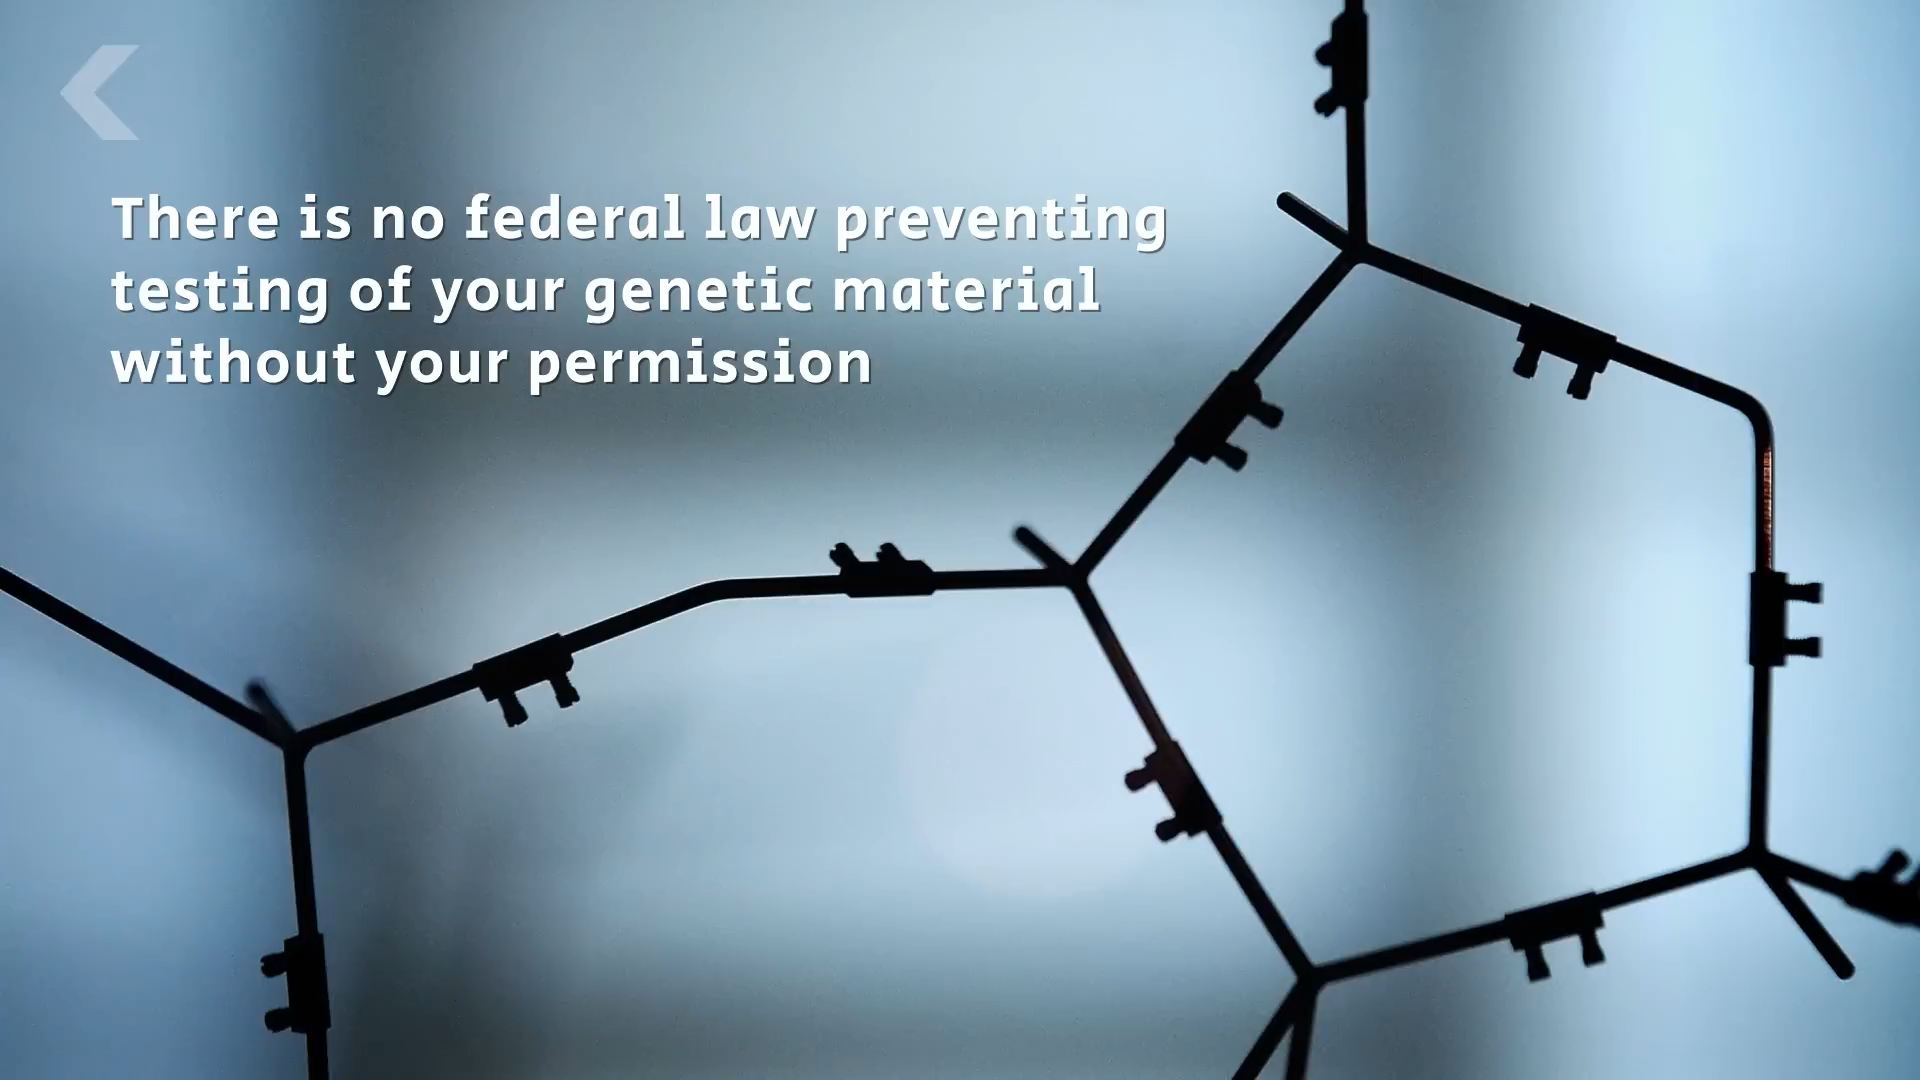 There is no federal law preventing
testing of your genetic material
without your permission